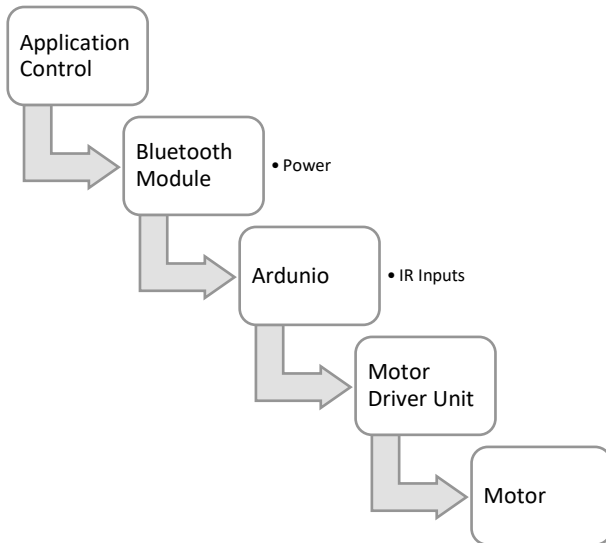 Application
Control
Bluetooth
Module
• Power
Ardunio
• IR Inputs
Motor
Driver Unit
Motor